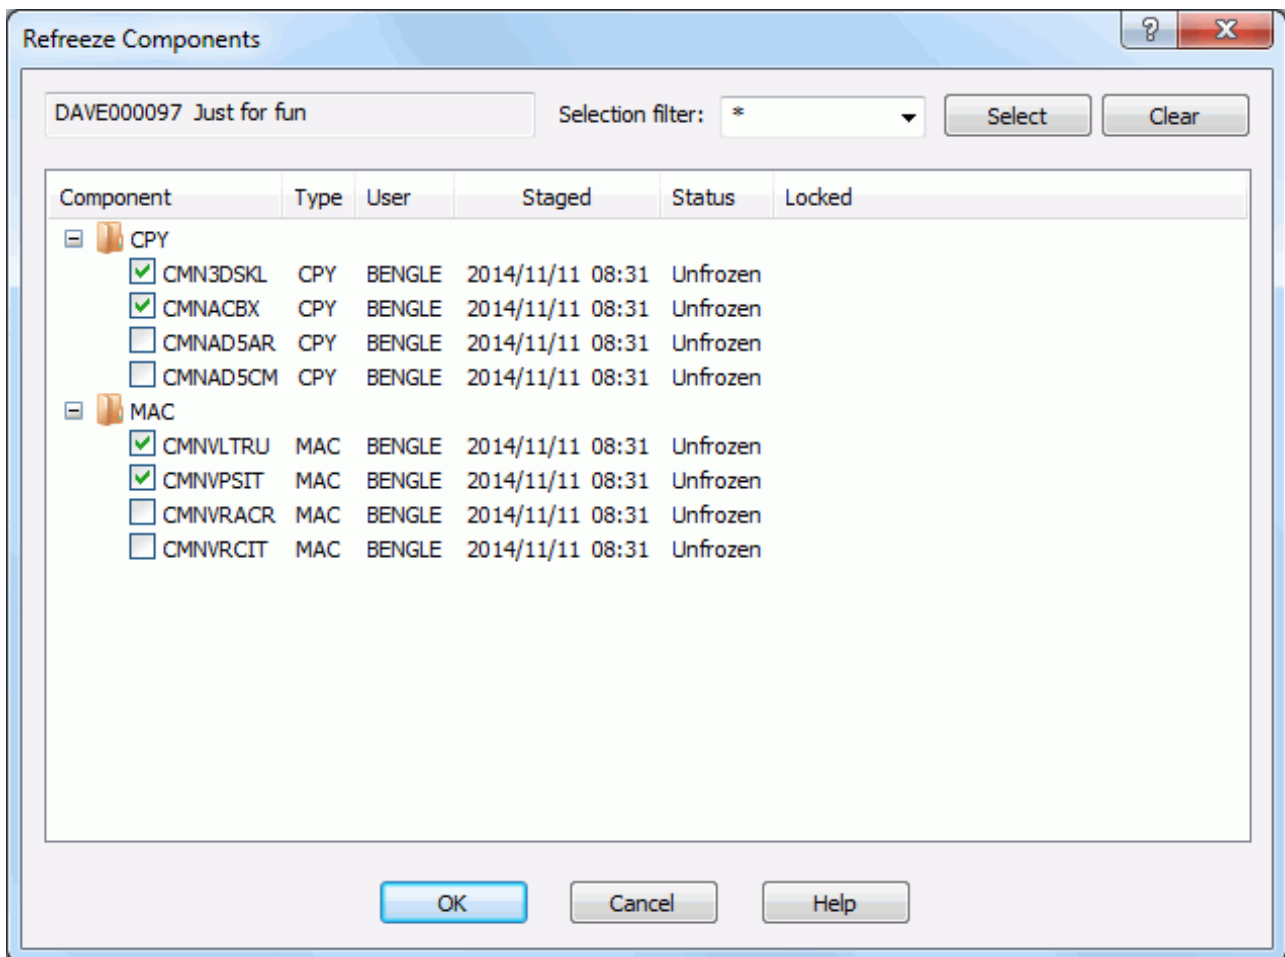 Refreeze Components
DAVE000097 Just for fun Selection filter: * Select Clear
Component Type User Staged Status Locked
CPY
CMN3DSKL CPY BENGLE 2014/11/11 08:31 Unfrozen
CMNACBX CPY BENGLE 2014/11/11 08:31 Unfrozen
CMNAD5AR CPY BENGLE 2014/11/11 08:31 Unfrozen
CMNAD5CM CPY BENGLE 2014/11/11 08:31 Unfrozen
MAC
CMNVLTRU MAC BENGLE 2014/11/11 08:31 Unfrozen
CMNVPSIT MAC BENGLE 2014/11/11 08:31 Unfrozen
CMNVRACR MAC BENGLE 2014/11/11 08:31 Unfrozen
CMNVRCIT MAC BENGLE 2014/11/11 08:31 Unfrozen
OK Cancel Help